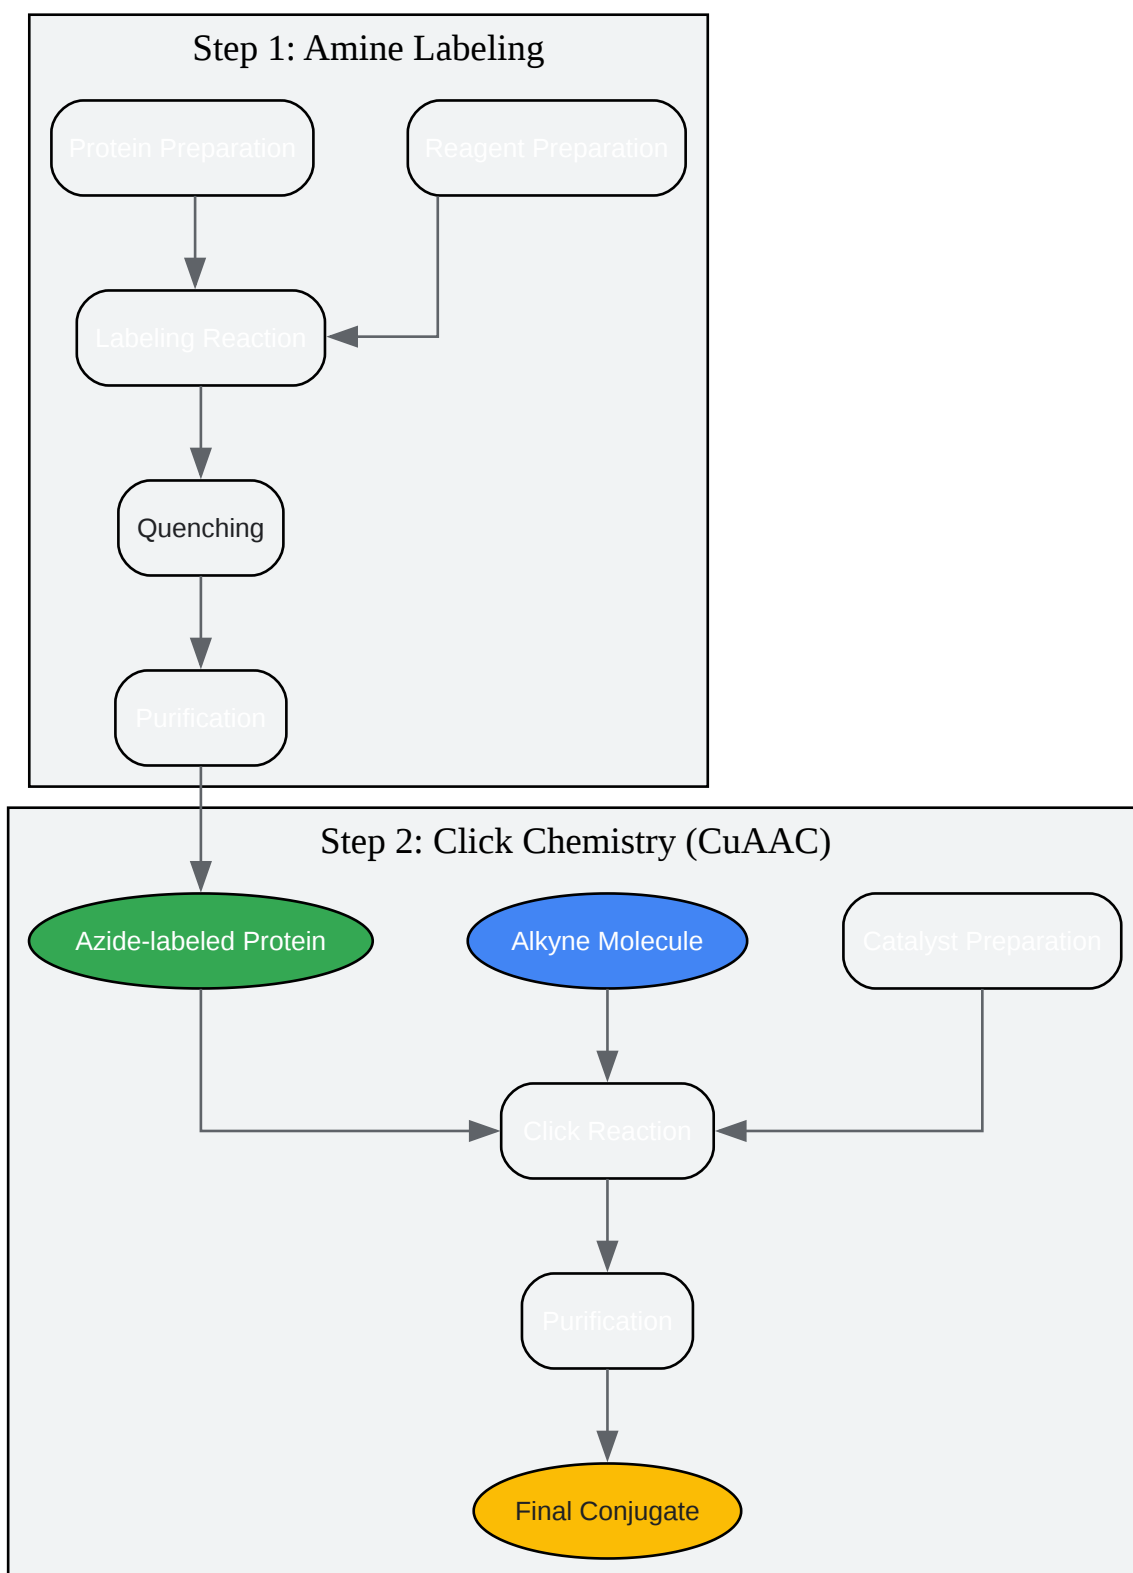 Step 1: Amine Labeling
Protein Preparation
Reagent Preparation
Labeling Reaction
Quenching
Purification
Step 2: Click Chemistry (CuAAC)
Azide-labeled Protein
Alkyne Molecule
Catalyst Preparation
Click Reaction
Purification
Final Conjugate